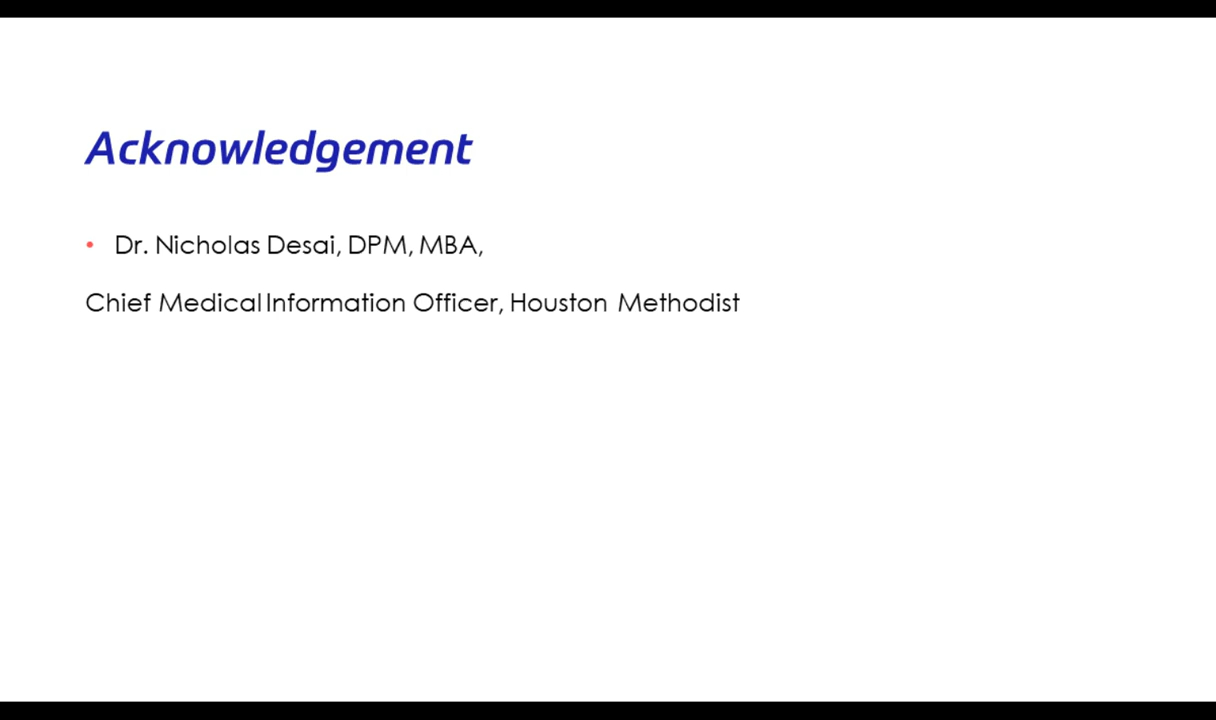 Acknowledgement
• Dr. Nicholas Desai, DPM, MBA,
Chief Medical Information Officer, Houston Methodist